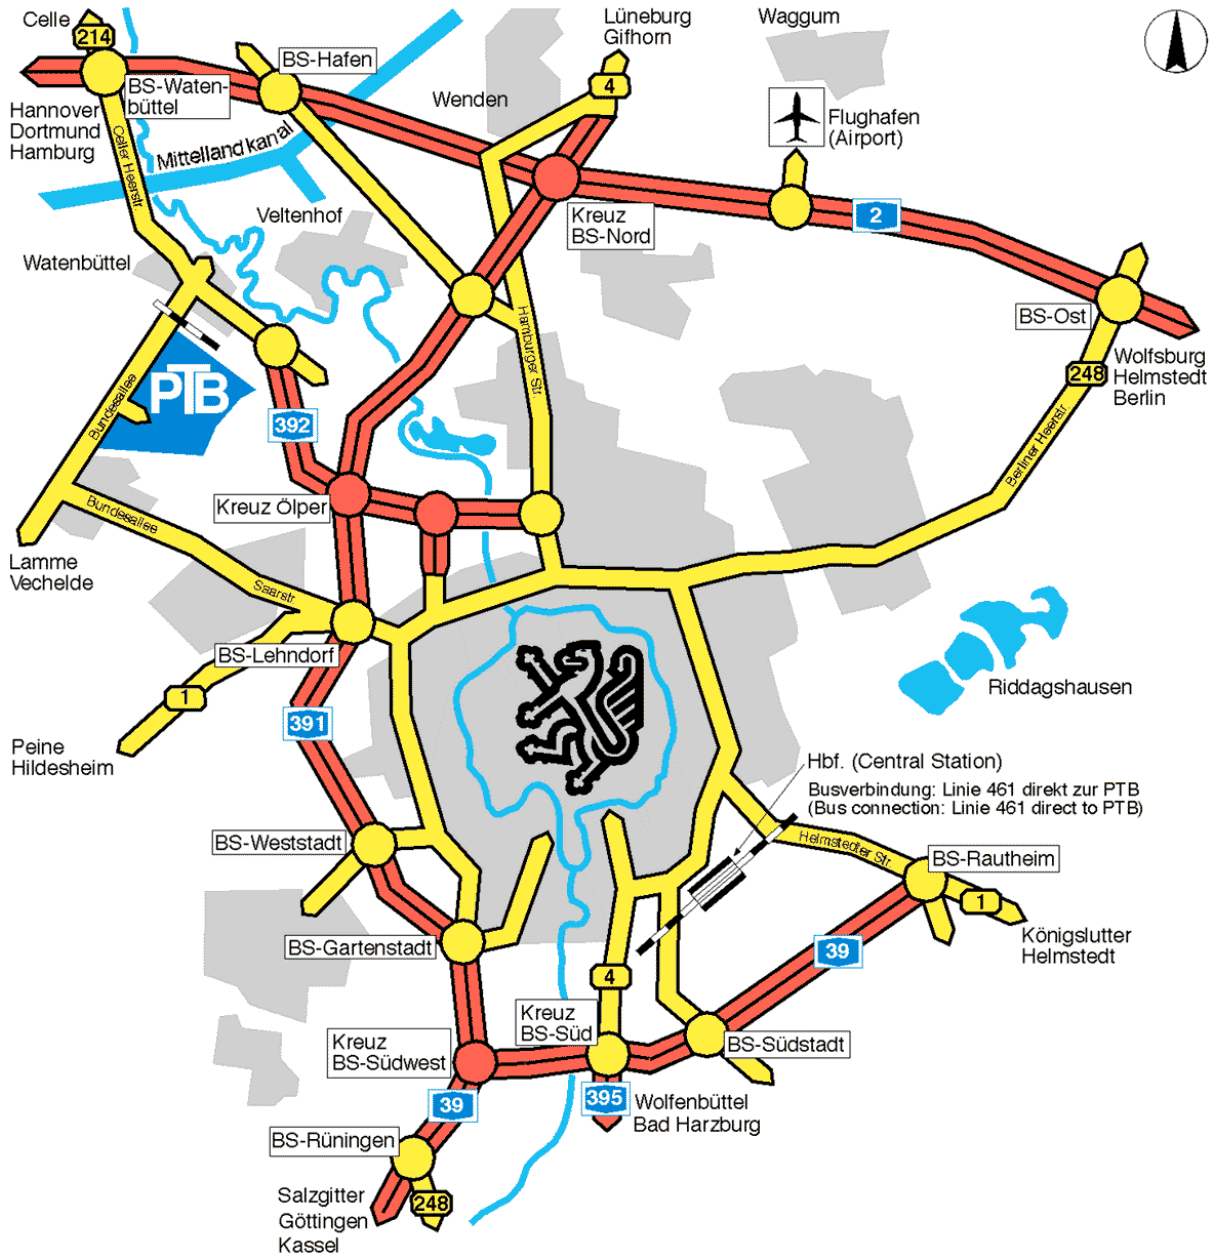 Celle
214
Lüneburg
Gifhorn
Waggum
BS-Hafen
4
BS-Waten-
büttel
Hannover
Dortmund
Hamburg
Wenden
Flughafen
(Airport)
Celler Heerstr.
Mittellandkanal
Veltenhof
Kreuz
BS-Nord
2
Watenbüttel
BS-Ost
Hamburger Str.
Wolfsburg
Helmstedt
Berlin
248
PTB
Bundesallee
392
Berliner Heerstr.
Kreuz Ölper
Bundesallee
Lamme
Vechelde
Saarstr.
BS-Lehndorf
1
Riddagshausen
391
Peine
Hildesheim
Hbf. (Central Station)
Busverbindung: Linie 461 direkt zur PTB
(Bus connection: Linie 461 direct to PTB)
BS-Weststadt
Helmstedter Str.
BS-Rautheim
1
BS-Gartenstadt
Königslutter
Helmstedt
39
4
Kreuz
BS-Süd
Kreuz
BS-Südwest
BS-Südstadt
39
395
Wolfenbüttel
Bad Harzburg
BS-Rüningen
248
Salzgitter
Göttingen
Kassel